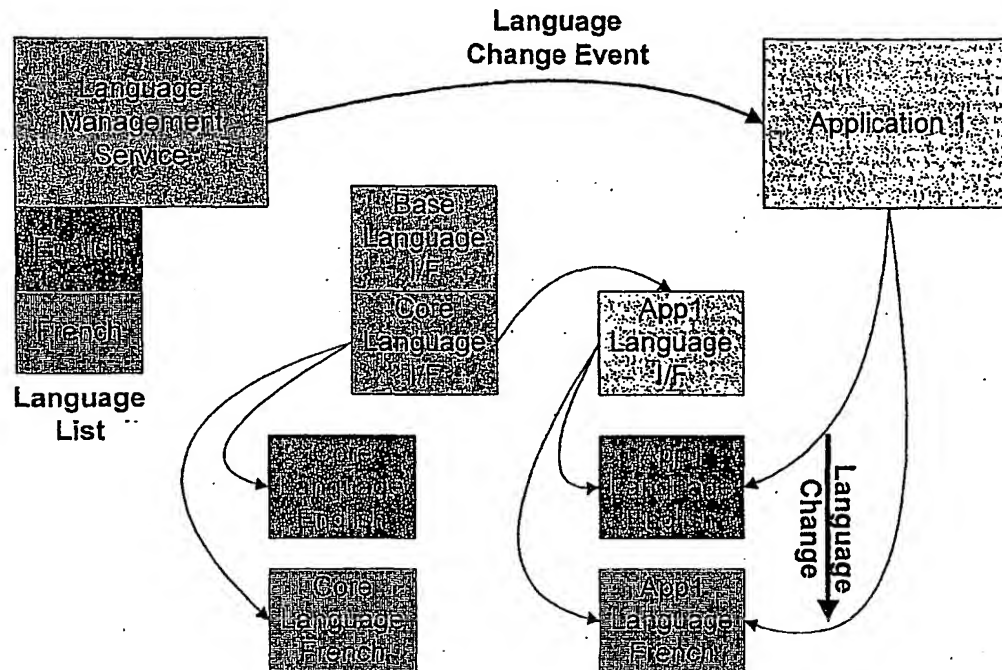 Language
Change Event
Language
Management
Service
Application 1
English
French
Language
List
Base
Language
I/F
Core
Language
I/F
App1
Language
I/F
Core
Language
English
App1
Language
English
Language
Change
Core
Language
French
App1
Language
French